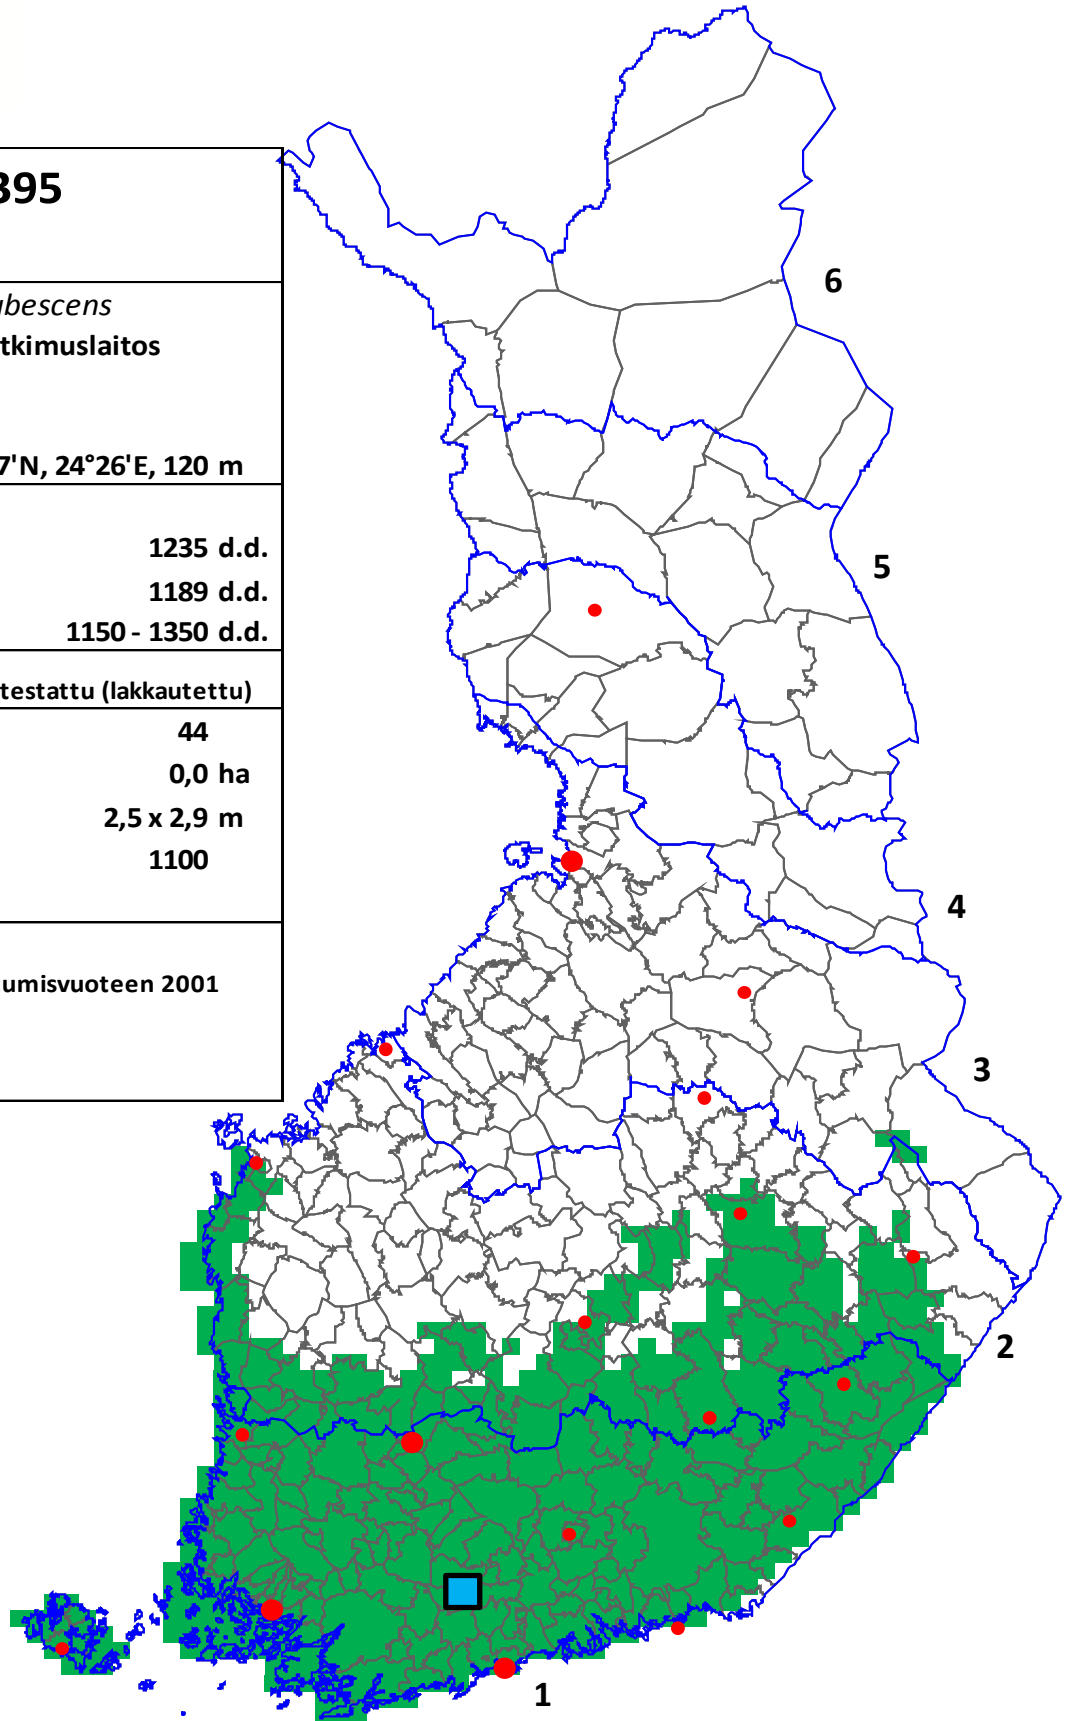 395
bescens
tkimuslaitos
7'N, 24°26'E, 120 m
1235 d.d.
1189 d.d.
1150 - 1350 d.d.
testattu (lakkautettu)
44
0,0 ha
2,5 x 2,9 m
1100
umisvuoteen 2001
6
5
4
3
2
1